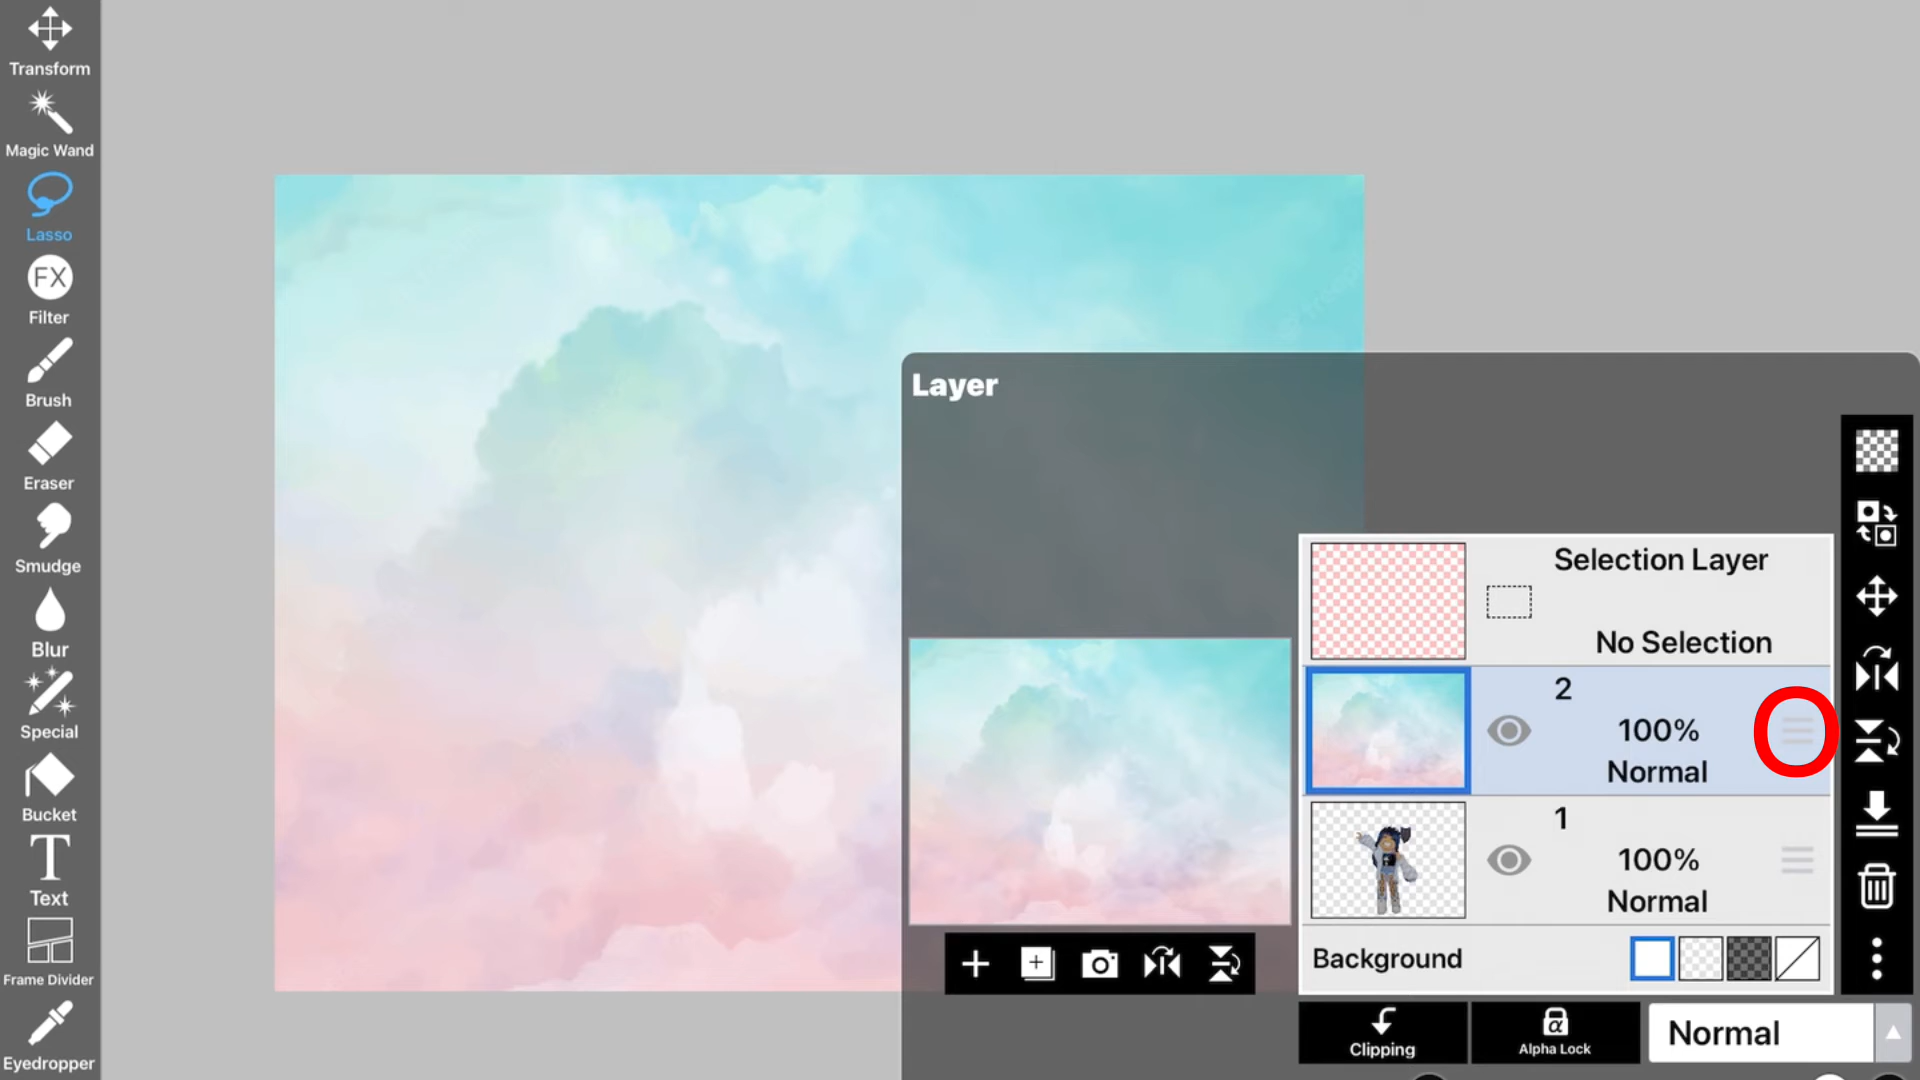 Transform
Magic Wand
Lasso
FX
Filter
Brush
Eraser
Smudge
Blur
Special
Bucket
T
Text
Frame Divider
Eyedropper
Layer
Selection Layer
No Selection
2
100%
Normal
1
100%
Normal
Background
Clipping
α
Alpha Lock
Normal